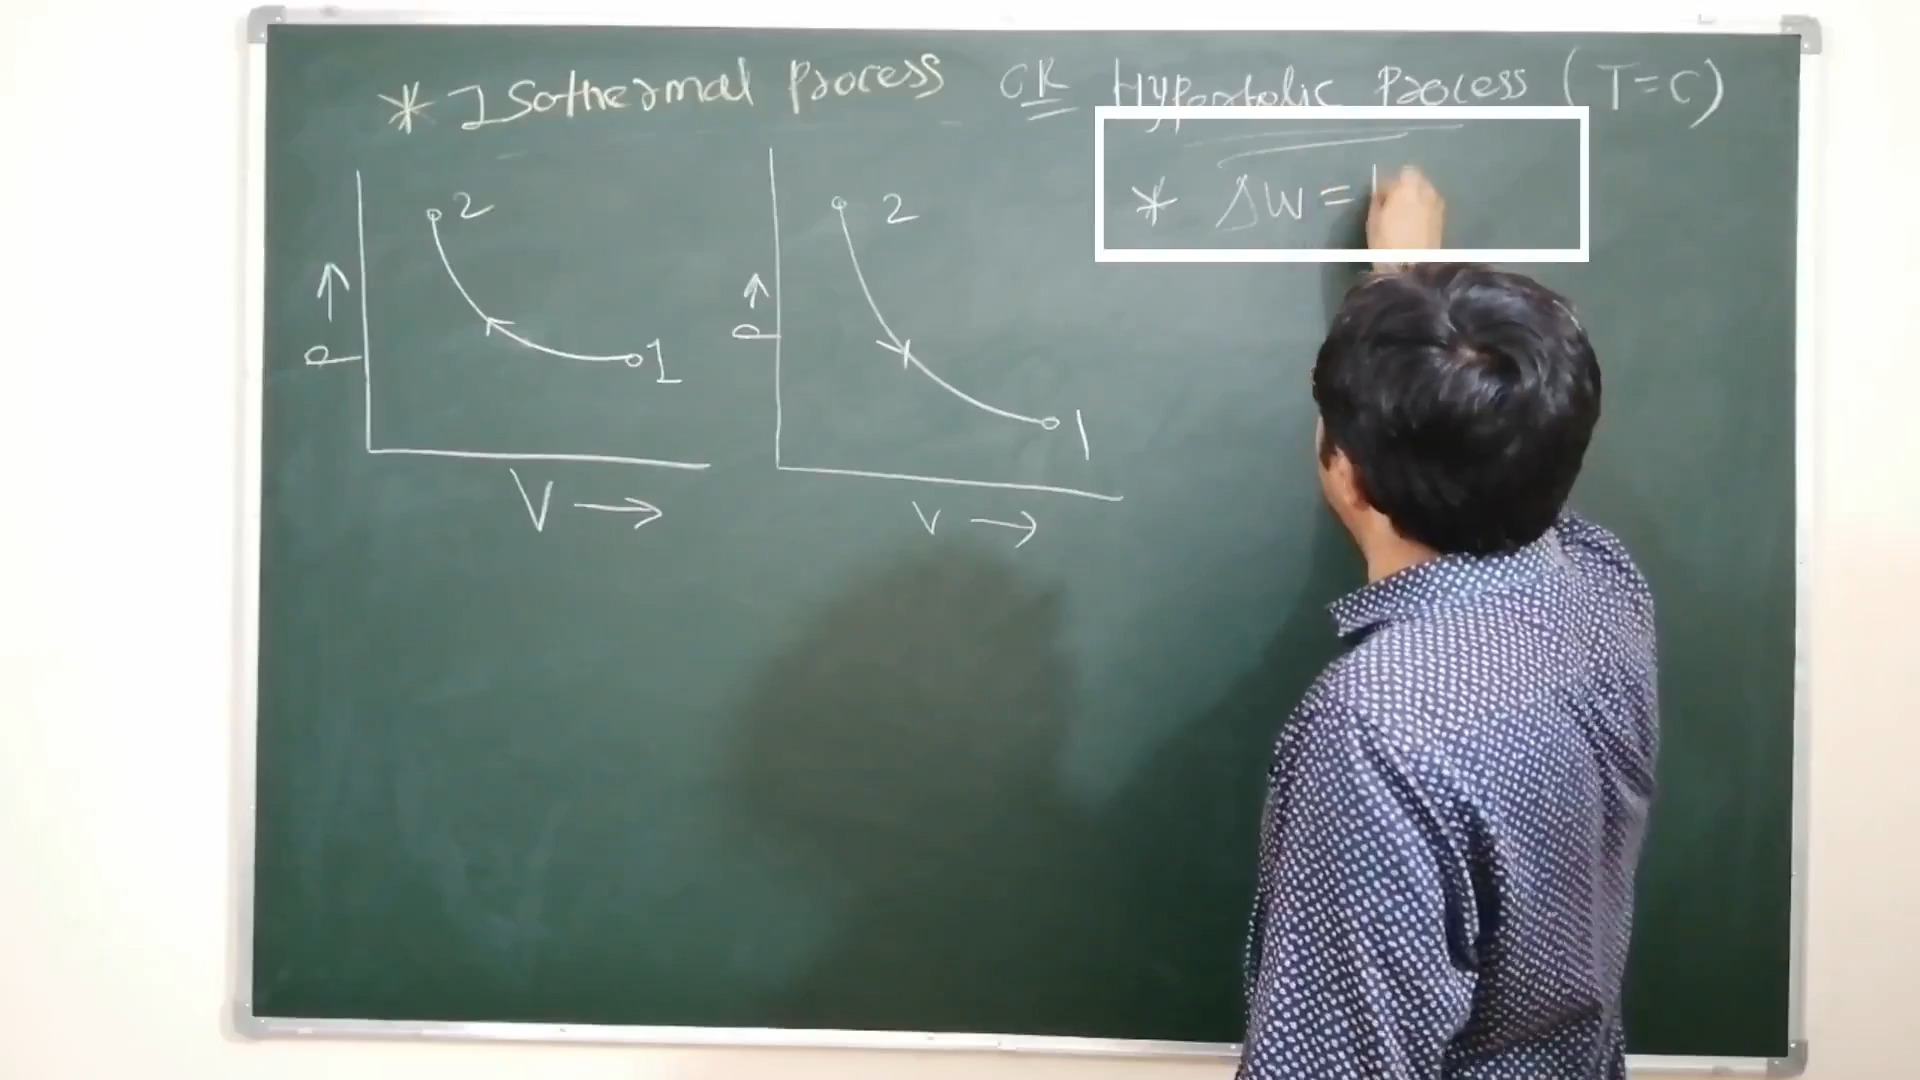 * Isothermal Process OR Hyperbolic Process (T=C)
2
1
P
V
2
1
P
V
* ΔW =